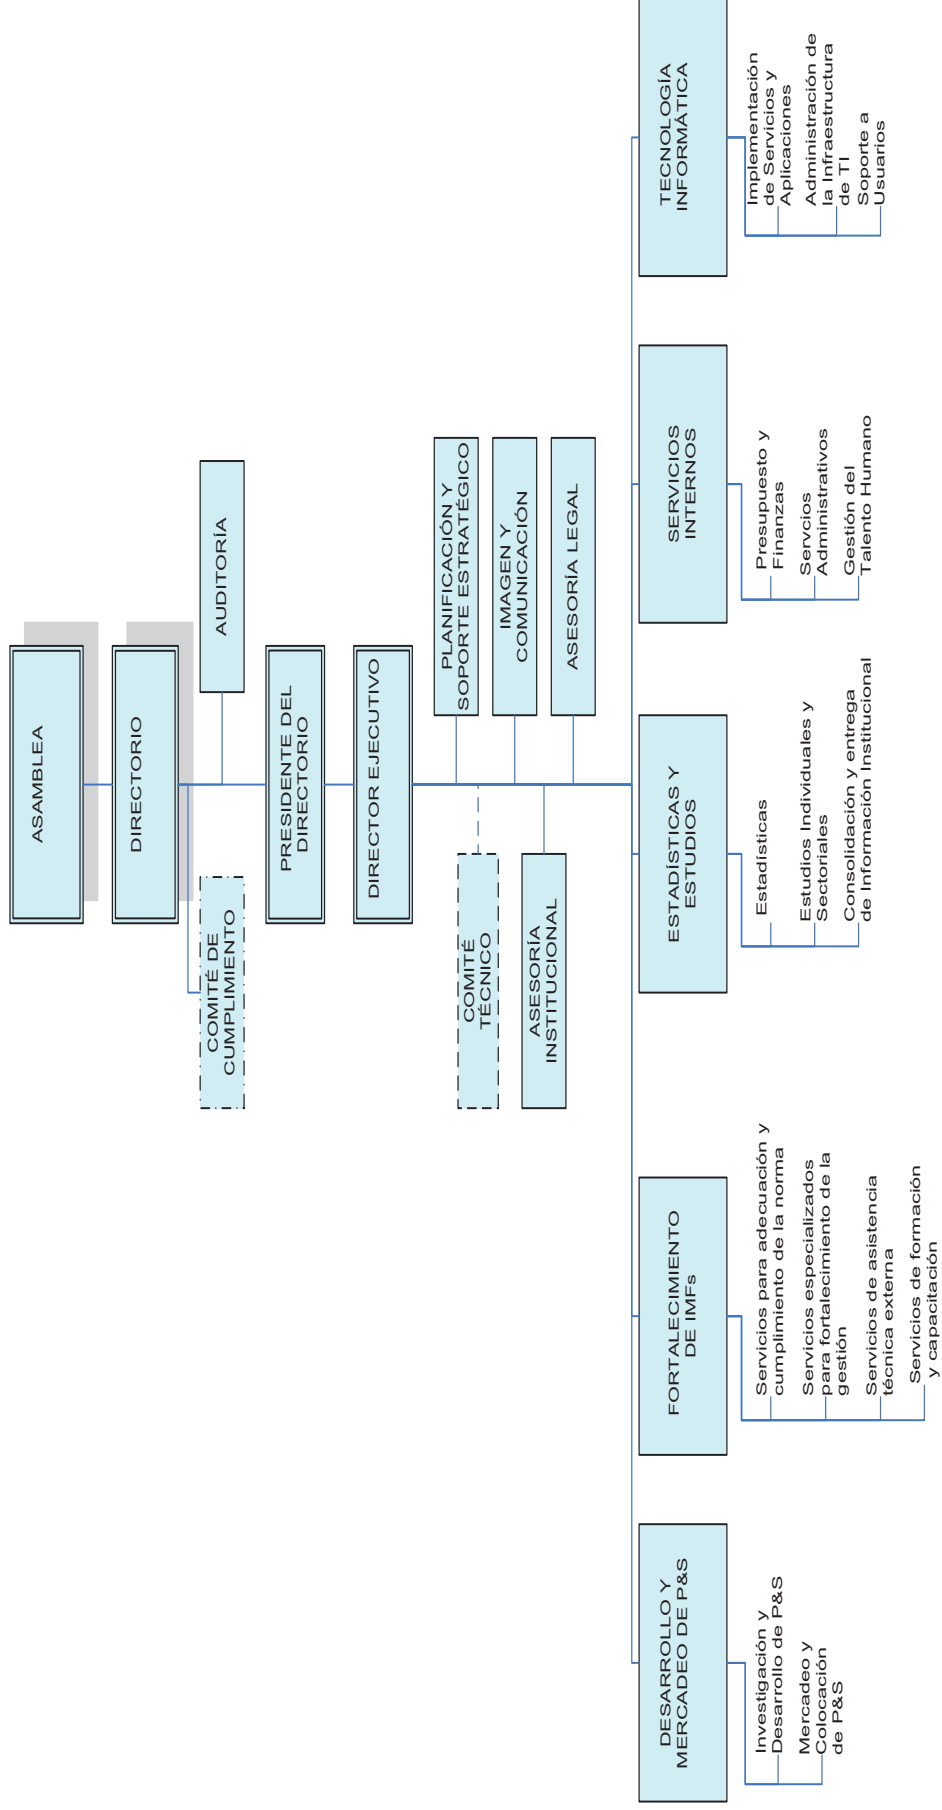 ASAMBLEA
DIRECTORIO
COMITÉ DE
CUMPLIMIENTO
AUDITORÍA
PRESIDENTE DEL
DIRECTORIO
DIRECTOR EJECUTIVO
PLANIFICACIÓN Y
SOPORTE ESTRATÉGICO
COMITÉ
TÉCNICO
IMAGEN Y
COMUNICACIÓN
ASESORÍA
INSTITUCIONAL
ASESORÍA LEGAL
DESARROLLO Y
MERCADEO DE P&S
Investigación y
Desarrollo de P&S
Mercadeo y
Colocación
de P&S
FORTALECIMIENTO
DE IMFs
Servicios para adecuación y
cumplimiento de la norma
Servicios especializados
para fortalecimiento de la
gestión
Servicios de asistencia
técnica externa
Servicios de formación
y capacitación
ESTADÍSTICAS Y
ESTUDIOS
Estadísticas
Estudios Individuales y
Sectoriales
Consolidación y entrega
de Información Institucional
SERVICIOS
INTERNOS
Presupuesto y
Finanzas
Servcios
Administrativos
Gestión del
Talento Humano
TECNOLOGÍA
INFORMÁTICA
Implementación
de Servicios y
Aplicaciones
Administración de
la Infraestructura
de TI
Soporte a
Usuarios